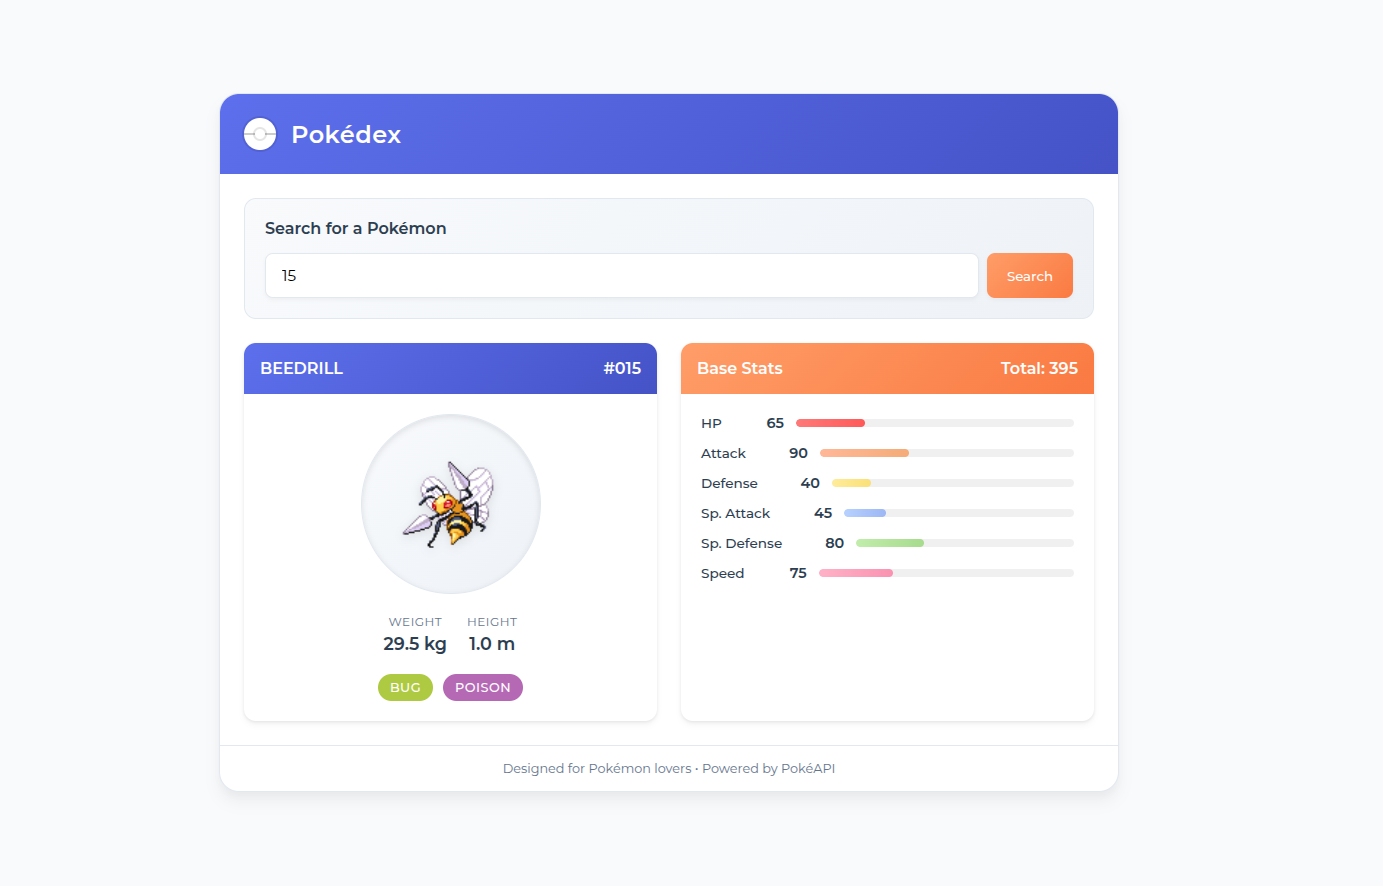 Pokédex
Search for a Pokémon
15
Search
BEEDRILL #015
WEIGHT HEIGHT
29.5 kg 1.0 m
BUG POISON
Base Stats Total: 395
HP 65
Attack 90
Defense 40
Sp. Attack 45
Sp. Defense 80
Speed 75
Designed for Pokémon lovers • Powered by PokéAPI